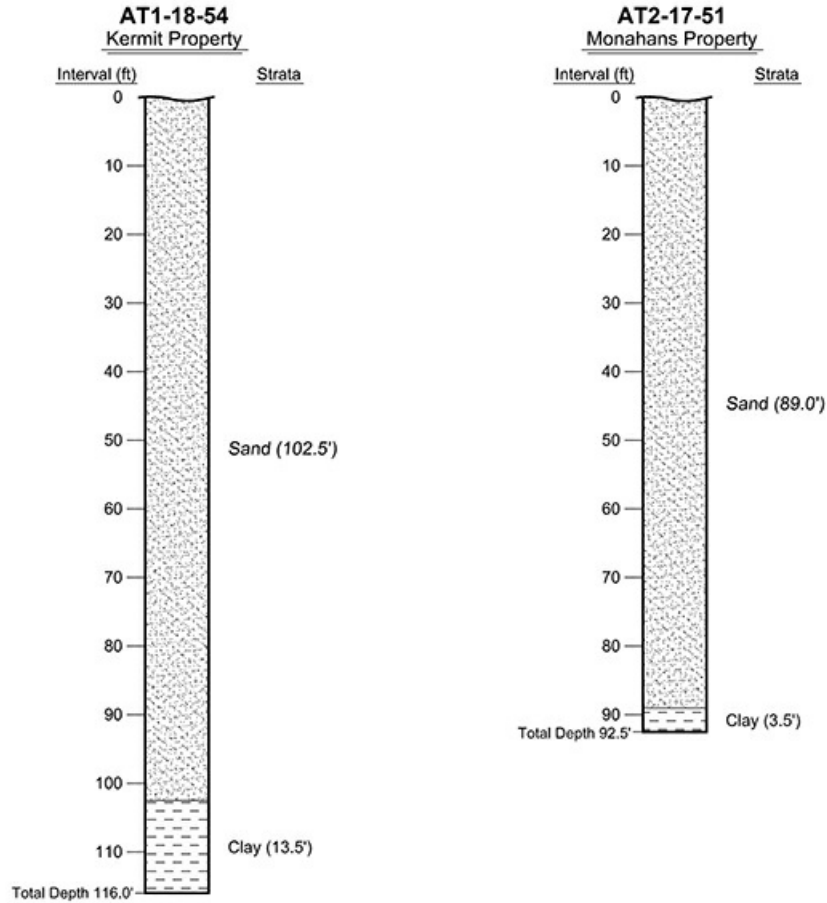 AT1-18-54
Kermit Property
Interval (ft)
Strata
0
10
20
30
40
50
Sand (102.5')
60
70
80
90
100
110
Clay (13.5')
Total Depth 116.0'
AT2-17-51
Monahans Property
Interval (ft)
Strata
0
10
20
30
40
Sand (89.0')
50
60
70
80
90
Clay (3.5')
Total Depth 92.5'